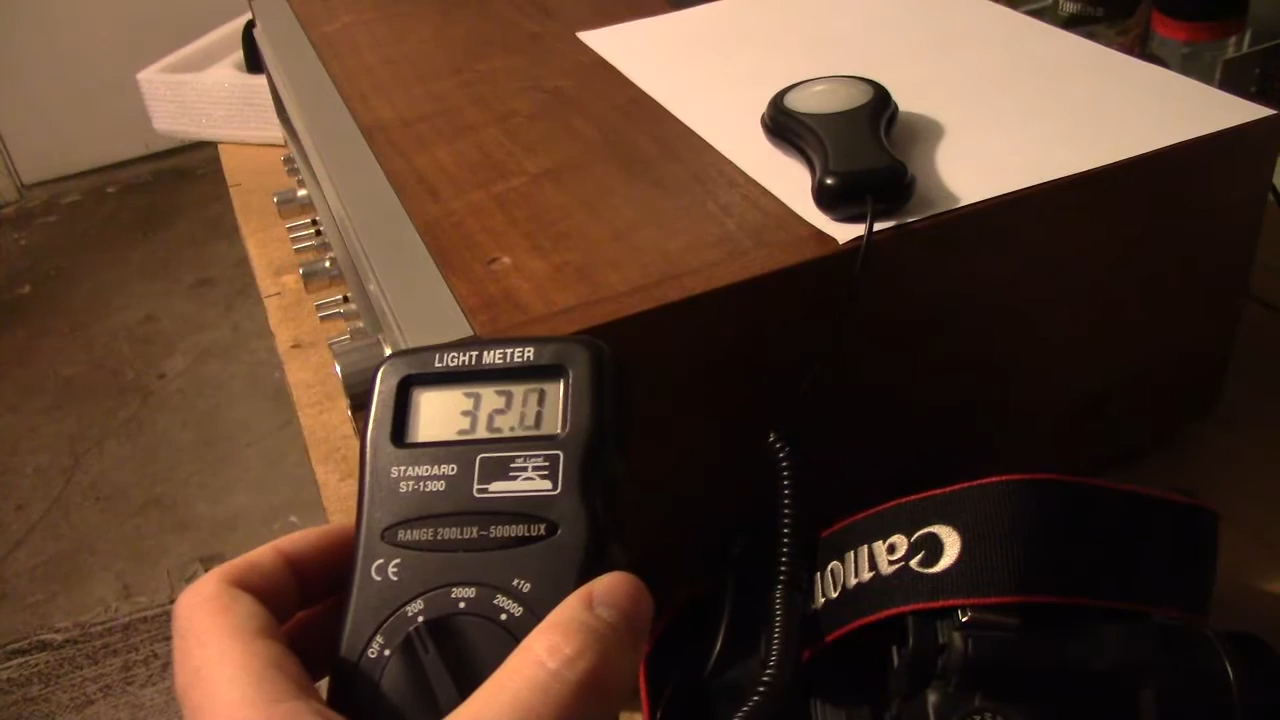 LIGHT METER
32.0
ref. Level
STANDARD
ST-1300
RANGE 200LUX~50000LUX
CE
x10
OFF 200 2000 20000
Canon